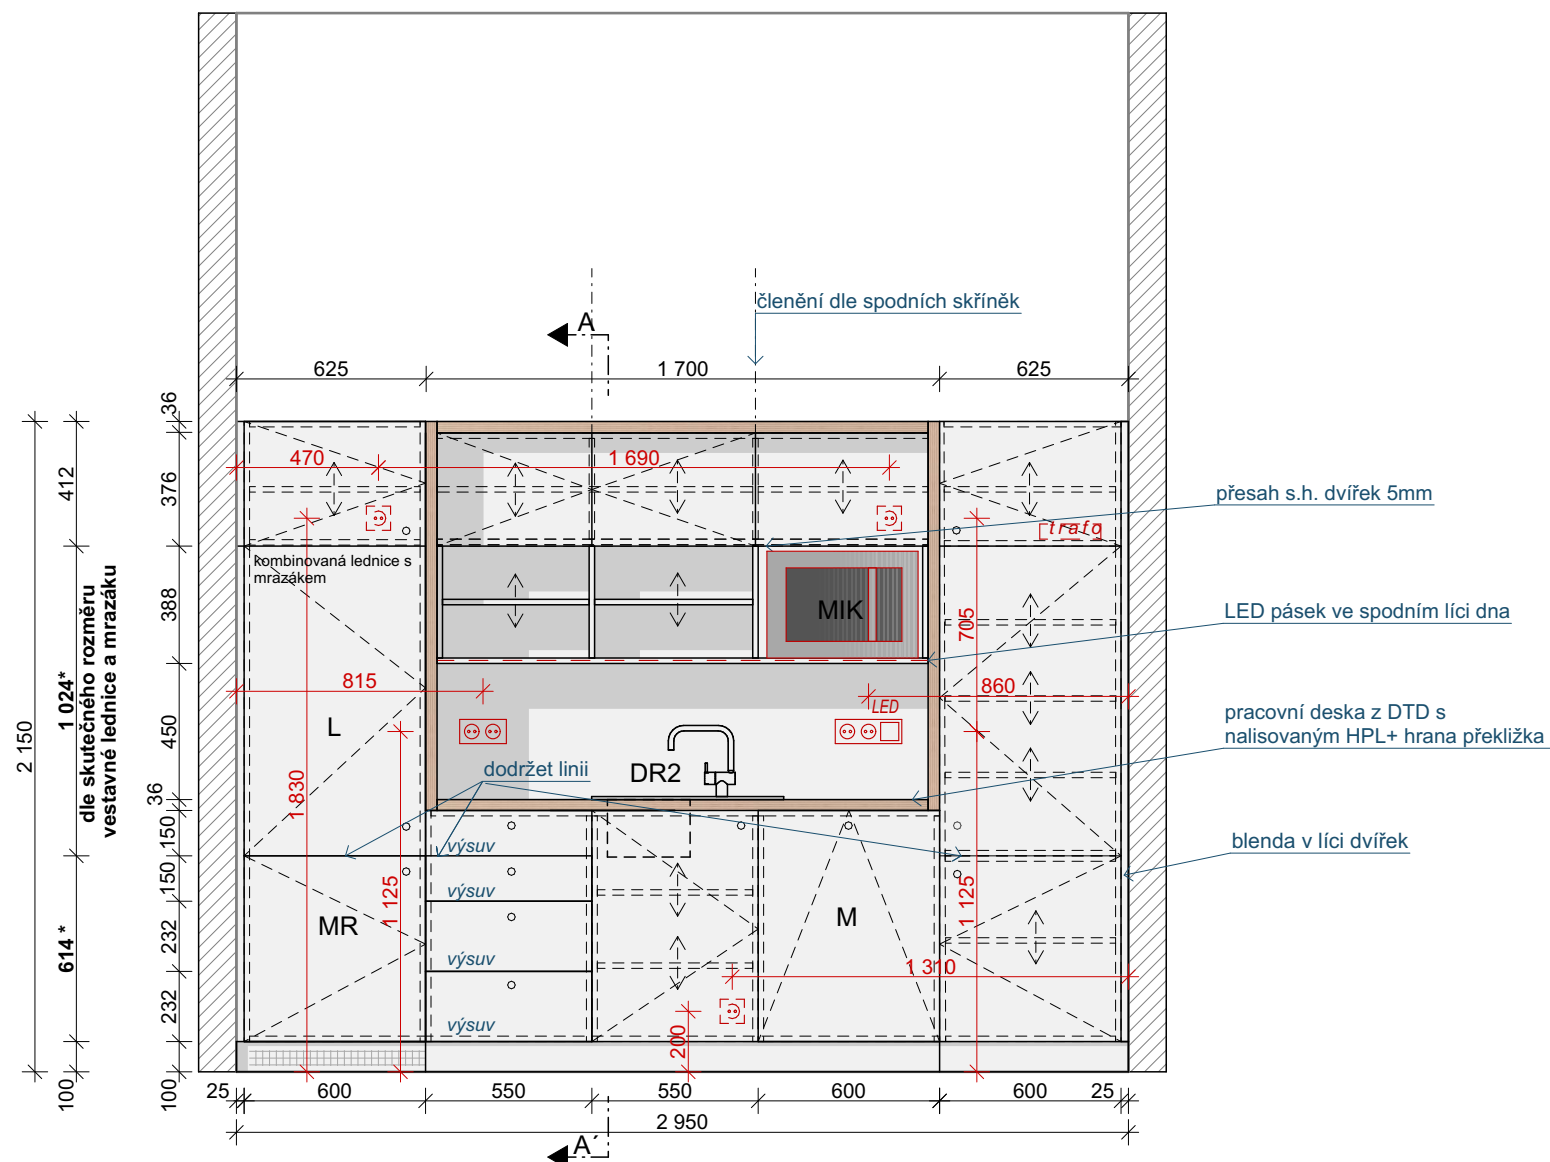 členění dle spodních skříněk
A
625
1 700
625
36
412
376
470
1 690
přesah s.h. dvířek 5mm
trafo
kombinovaná lednice s
mrazákem
MIK
388
705
LED pásek ve spodním líci dna
1 024*
dle skutečného rozměru
vestavné lednice a mrazáku
815
860
LED
pracovní deska z DTD s
nalisovaným HPL+ hrana překližka
L
450
2 150
DR2
dodržet linii
1 830
36
150
výsuv
blenda v líci dvířek
150
výsuv
1 125
1 125
MR
M
614 *
232
výsuv
1 310
232
výsuv
200
100
100
25
600
550
550
600
600
25
2 950
A´